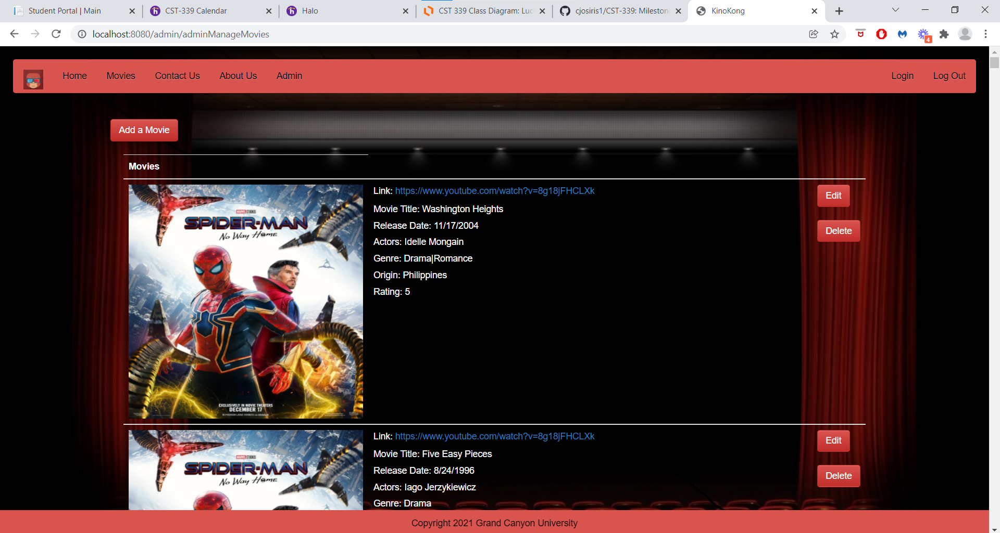 Student Portal | Main
CST-339 Calendar
Halo
CST 339 Class Diagram: Luc
cjosiris1/CST-339: Mileston
KinoKong
localhost:8080/admin/adminManageMovies
4
Home
Movies
Contact Us
About Us
Admin
Login
Log Out
Add a Movie
Movies
MARVEL STUDIOS
SPIDER-MAN
No Way Home
EXCLUSIVELY IN MOVIE THEATERS
DECEMBER 17
Link: https://www.youtube.com/watch?v=8g18jFHCLXk
Movie Title: Washington Heights
Release Date: 11/17/2004
Actors: Idelle Mongain
Genre: Drama|Romance
Origin: Philippines
Rating: 5
Edit
Delete
MARVEL STUDIOS
SPIDER-MAN
No Way Home
Link: https://www.youtube.com/watch?v=8g18jFHCLXk
Movie Title: Five Easy Pieces
Release Date: 8/24/1996
Actors: Iago Jerzykiewicz
Genre: Drama
Edit
Delete
Copyright 2021 Grand Canyon University